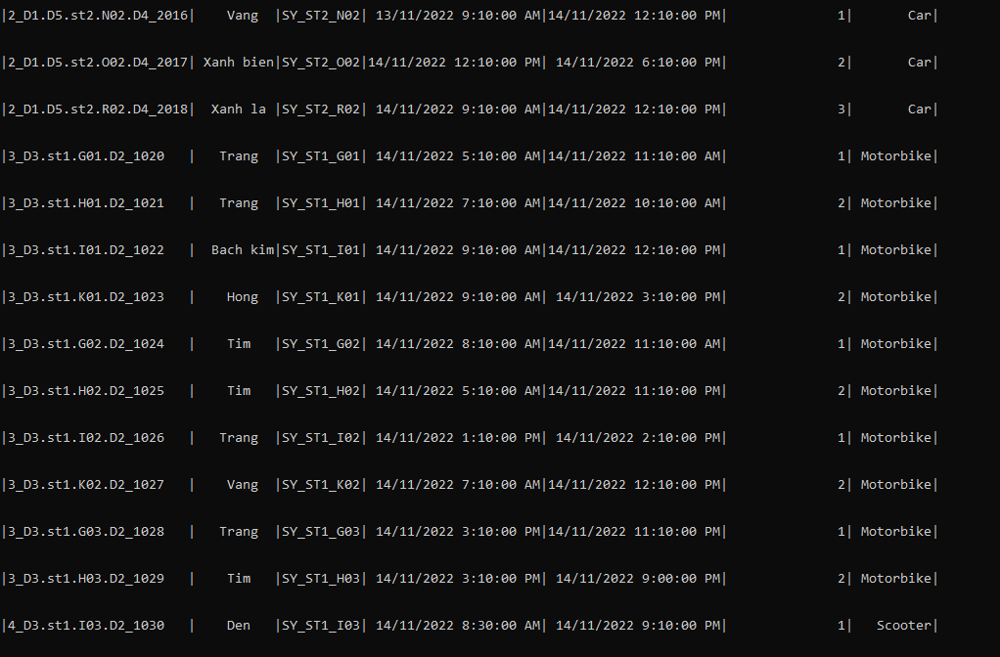 |2_D1.D5.st2.N02.D4_2016|    Vang  |SY_ST2_N02| 13/11/2022 9:10:00 AM|14/11/2022 12:10:00 PM|              1|       Car|
|2_D1.D5.st2.O02.D4_2017| Xanh bien|SY_ST2_O02|14/11/2022 12:10:00 PM| 14/11/2022 6:10:00 PM|              2|       Car|
|2_D1.D5.st2.R02.D4_2018|  Xanh la |SY_ST2_R02| 14/11/2022 9:10:00 AM|14/11/2022 12:10:00 PM|              3|       Car|
|3_D3.st1.G01.D2_1020   |   Trang  |SY_ST1_G01| 14/11/2022 5:10:00 AM|14/11/2022 11:10:00 AM|              1| Motorbike|
|3_D3.st1.H01.D2_1021   |   Trang  |SY_ST1_H01| 14/11/2022 7:10:00 AM|14/11/2022 10:10:00 AM|              2| Motorbike|
|3_D3.st1.I01.D2_1022   |  Bach kim|SY_ST1_I01| 14/11/2022 9:10:00 AM|14/11/2022 12:10:00 PM|              1| Motorbike|
|3_D3.st1.K01.D2_1023   |    Hong  |SY_ST1_K01| 14/11/2022 9:10:00 AM| 14/11/2022 3:10:00 PM|              2| Motorbike|
|3_D3.st1.G02.D2_1024   |    Tim   |SY_ST1_G02| 14/11/2022 8:10:00 AM|14/11/2022 11:10:00 AM|              1| Motorbike|
|3_D3.st1.H02.D2_1025   |    Tim   |SY_ST1_H02| 14/11/2022 5:10:00 AM|14/11/2022 11:10:00 PM|              2| Motorbike|
|3_D3.st1.I02.D2_1026   |   Trang  |SY_ST1_I02| 14/11/2022 1:10:00 PM| 14/11/2022 2:10:00 PM|              1| Motorbike|
|3_D3.st1.K02.D2_1027   |    Vang  |SY_ST1_K02| 14/11/2022 7:10:00 AM|14/11/2022 12:10:00 PM|              2| Motorbike|
|3_D3.st1.G03.D2_1028   |   Trang  |SY_ST1_G03| 14/11/2022 3:10:00 PM|14/11/2022 11:10:00 PM|              1| Motorbike|
|3_D3.st1.H03.D2_1029   |    Tim   |SY_ST1_H03| 14/11/2022 3:10:00 PM| 14/11/2022 9:00:00 PM|              2| Motorbike|
|4_D3.st1.I03.D2_1030   |    Den   |SY_ST1_I03| 14/11/2022 8:30:00 AM| 14/11/2022 9:10:00 PM|              1|   Scooter|